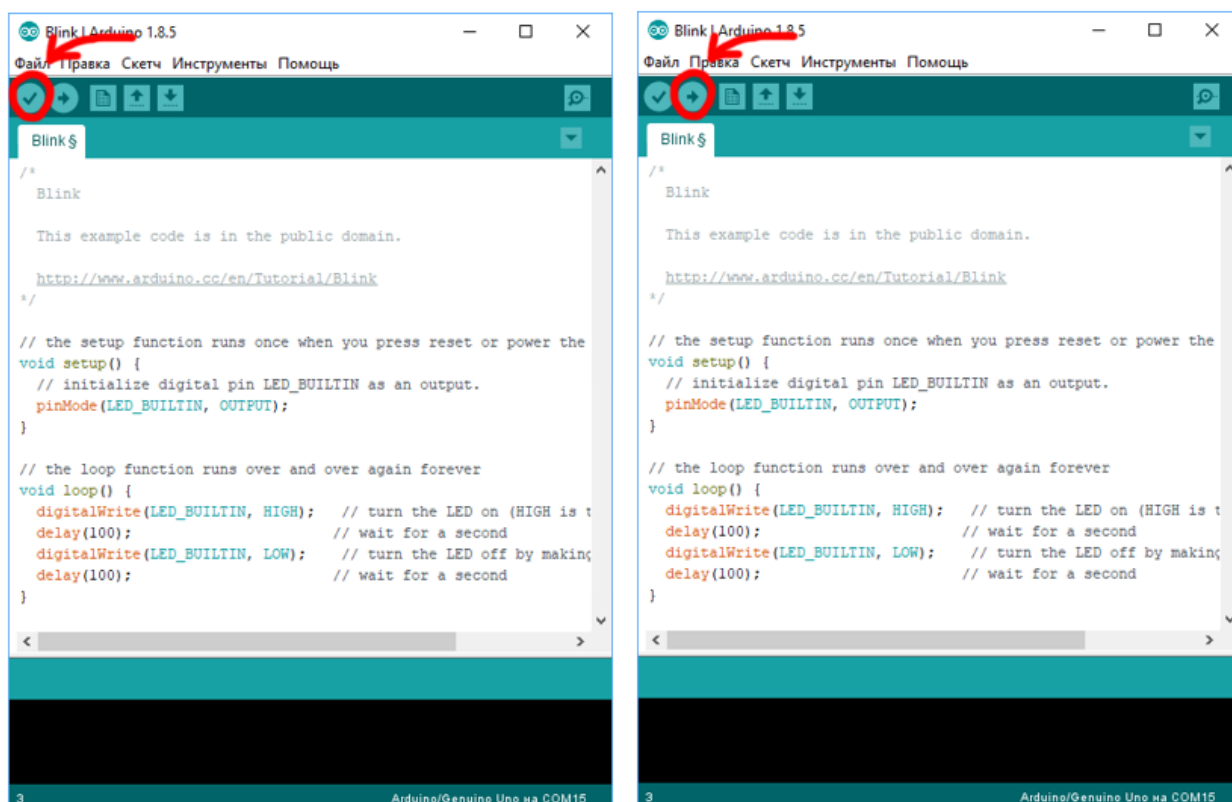 Blink | Arduino 1.8.5
Файл Правка Скетч Инструменты Помощь
Blink §
/*
Blink
This example code is in the public domain.
http://www.arduino.cc/en/Tutorial/Blink
*/
// the setup function runs once when you press reset or power the
void setup() {
// initialize digital pin LED_BUILTIN as an output.
pinMode(LED_BUILTIN, OUTPUT);
}
// the loop function runs over and over again forever
void loop() {
digitalWrite(LED_BUILTIN, HIGH);   // turn the LED on (HIGH is t
delay(100);                       // wait for a second
digitalWrite(LED_BUILTIN, LOW);    // turn the LED off by making
delay(100);                       // wait for a second
}
3 Arduino/Genuino Uno на COM15
Blink | Arduino 1.8.5
Файл Правка Скетч Инструменты Помощь
Blink §
/*
Blink
This example code is in the public domain.
http://www.arduino.cc/en/Tutorial/Blink
*/
// the setup function runs once when you press reset or power the
void setup() {
// initialize digital pin LED_BUILTIN as an output.
pinMode(LED_BUILTIN, OUTPUT);
}
// the loop function runs over and over again forever
void loop() {
digitalWrite(LED_BUILTIN, HIGH);   // turn the LED on (HIGH is t
delay(100);                       // wait for a second
digitalWrite(LED_BUILTIN, LOW);    // turn the LED off by making
delay(100);                       // wait for a second
}
3 Arduino/Genuino Uno на COM15